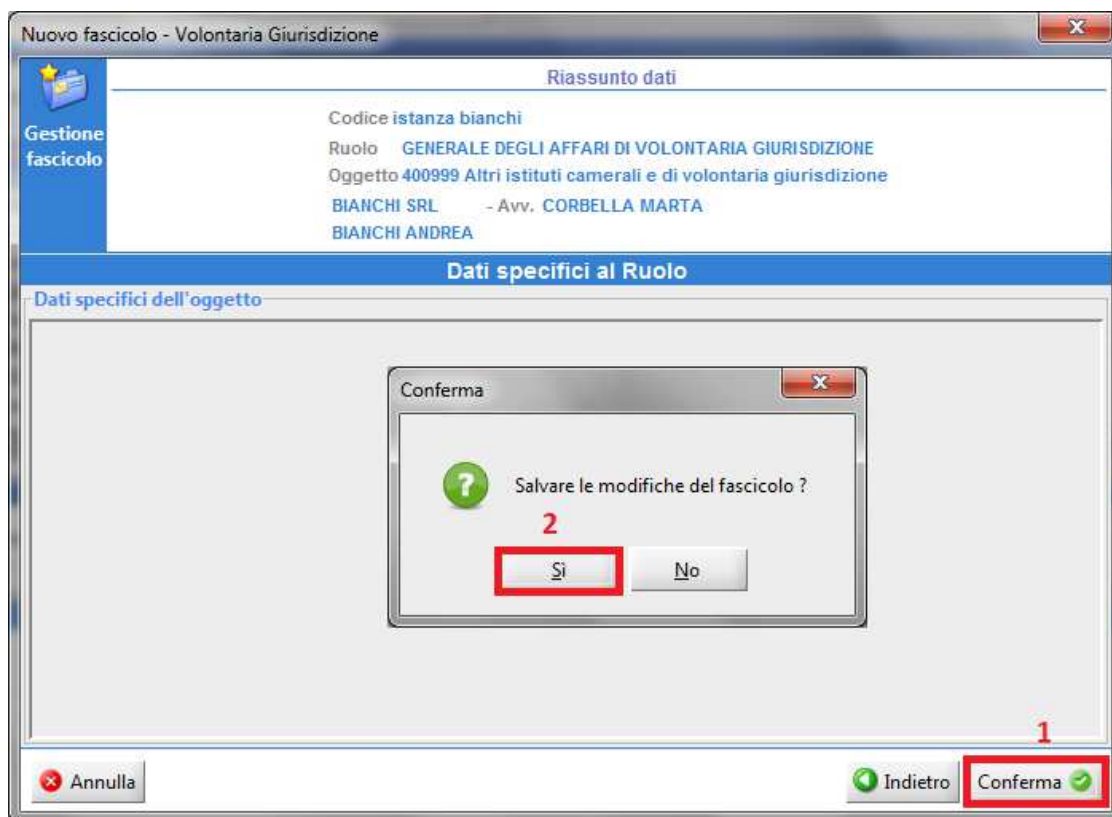 Nuovo fascicolo - Volontaria Giurisdizione
Riassunto dati
Gestione
fascicolo
Codice istanza bianchi
Ruolo GENERALE DEGLI AFFARI DI VOLONTARIA GIURISDIZIONE
Oggetto 400999 Altri istituti camerali e di volontaria giurisdizione
BIANCHI SRL - Avv. CORBELLA MARTA
BIANCHI ANDREA
Dati specifici al Ruolo
Dati specifici dell'oggetto
Conferma
Salvare le modifiche del fascicolo ?
2
Sì No
1
Annulla Indietro Conferma